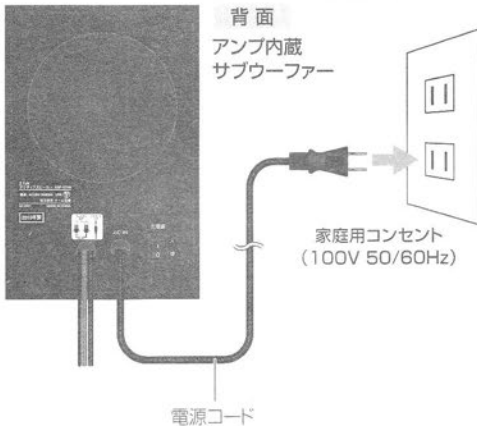 背面
アンプ内蔵
サブウーファー
家庭用コンセント
(100V 50/60Hz)
電源コード